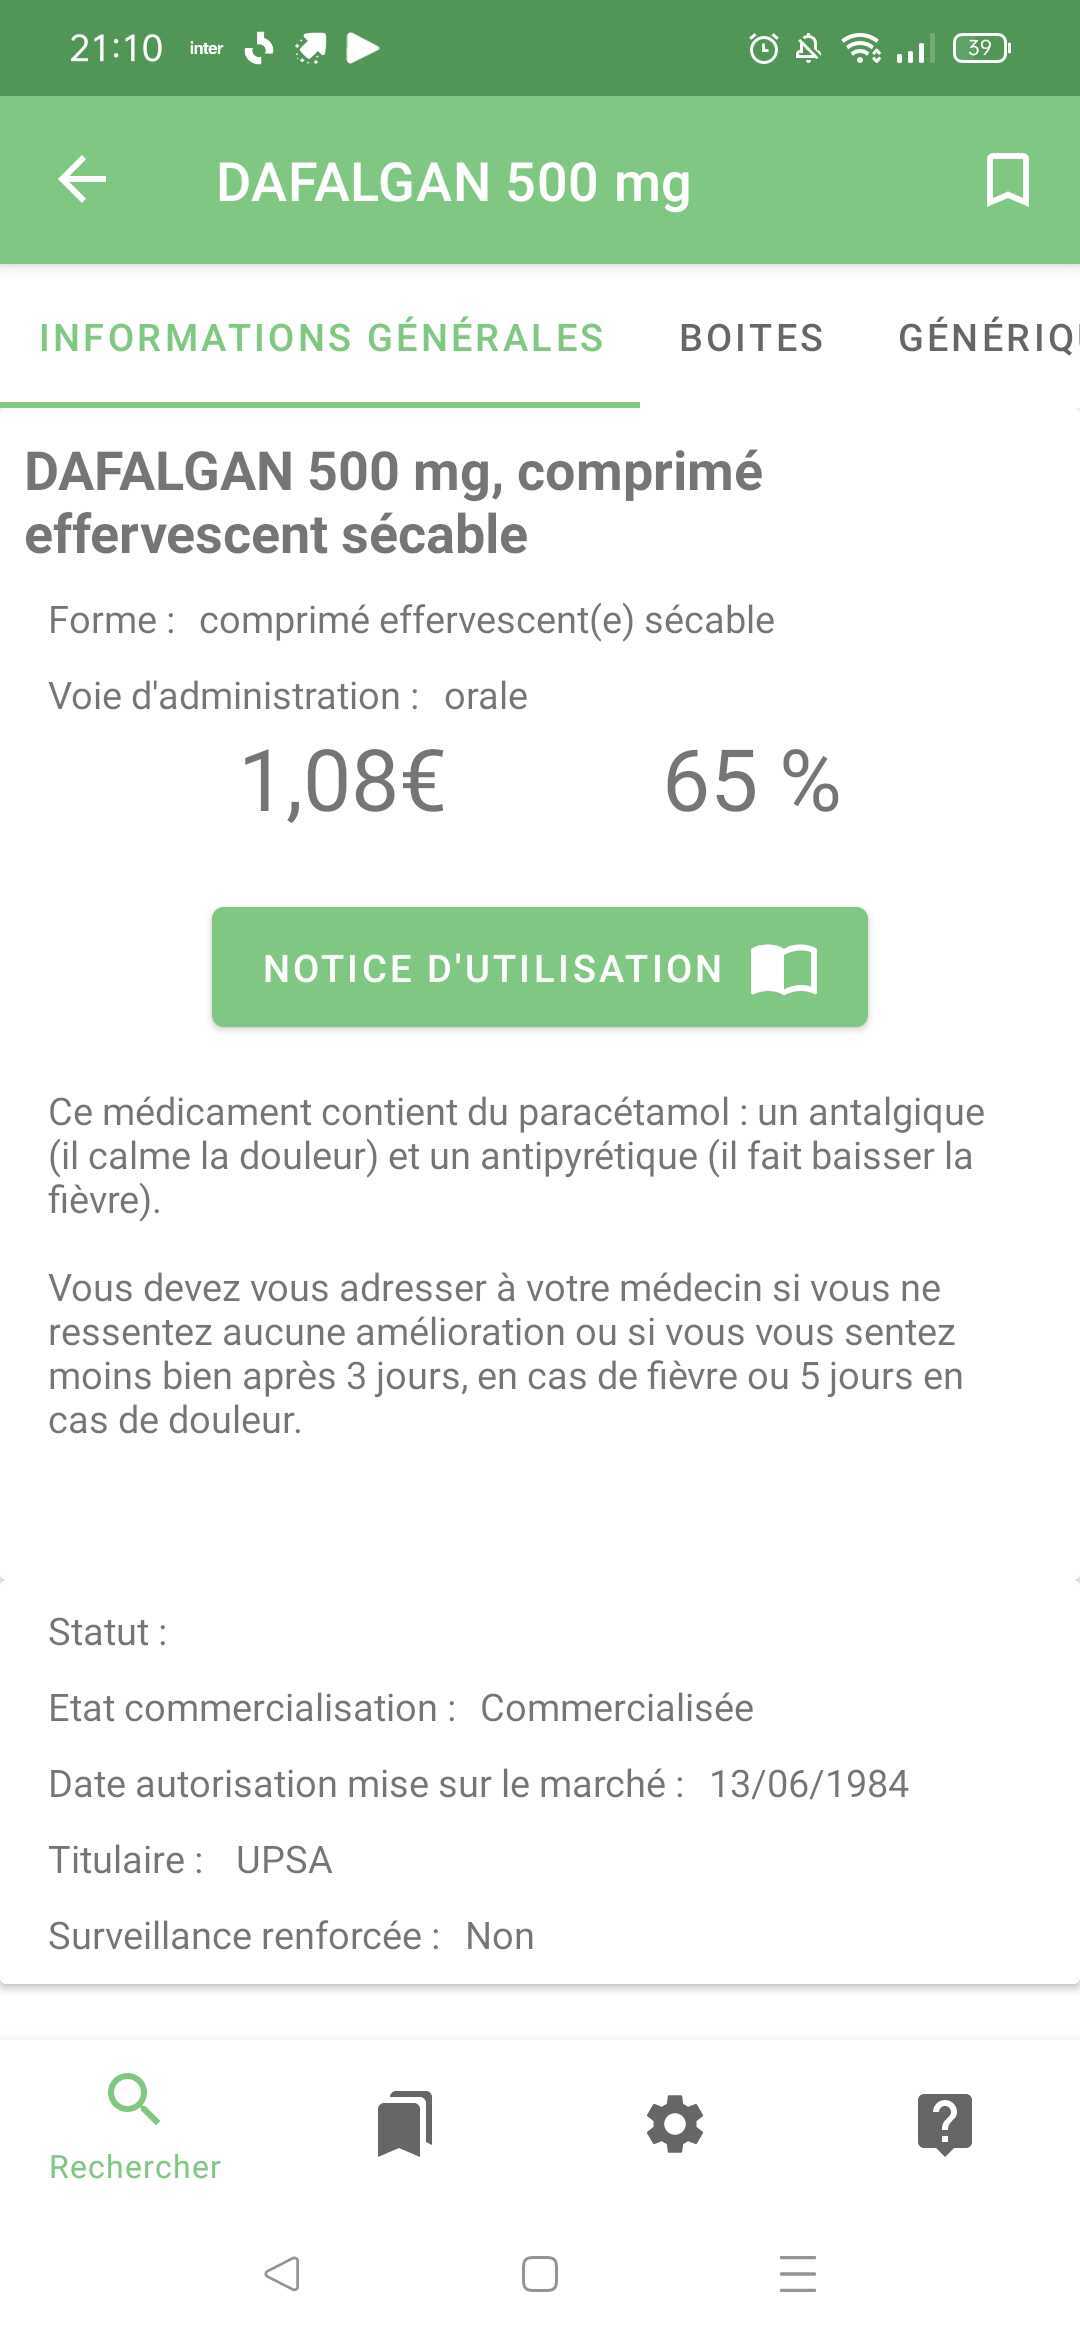 21:10 inter 39
DAFALGAN 500 mg
INFORMATIONS GÉNÉRALES BOITES GÉNÉRIQU
DAFALGAN 500 mg, comprimé
effervescent sécable
Forme : comprimé effervescent(e) sécable
Voie d'administration : orale
1,08€ 65 %
NOTICE D'UTILISATION
Ce médicament contient du paracétamol : un antalgique
(il calme la douleur) et un antipyrétique (il fait baisser la
fièvre).
Vous devez vous adresser à votre médecin si vous ne
ressentez aucune amélioration ou si vous vous sentez
moins bien après 3 jours, en cas de fièvre ou 5 jours en
cas de douleur.
Statut :
Etat commercialisation : Commercialisée
Date autorisation mise sur le marché : 13/06/1984
Titulaire : UPSA
Surveillance renforcée : Non
Rechercher